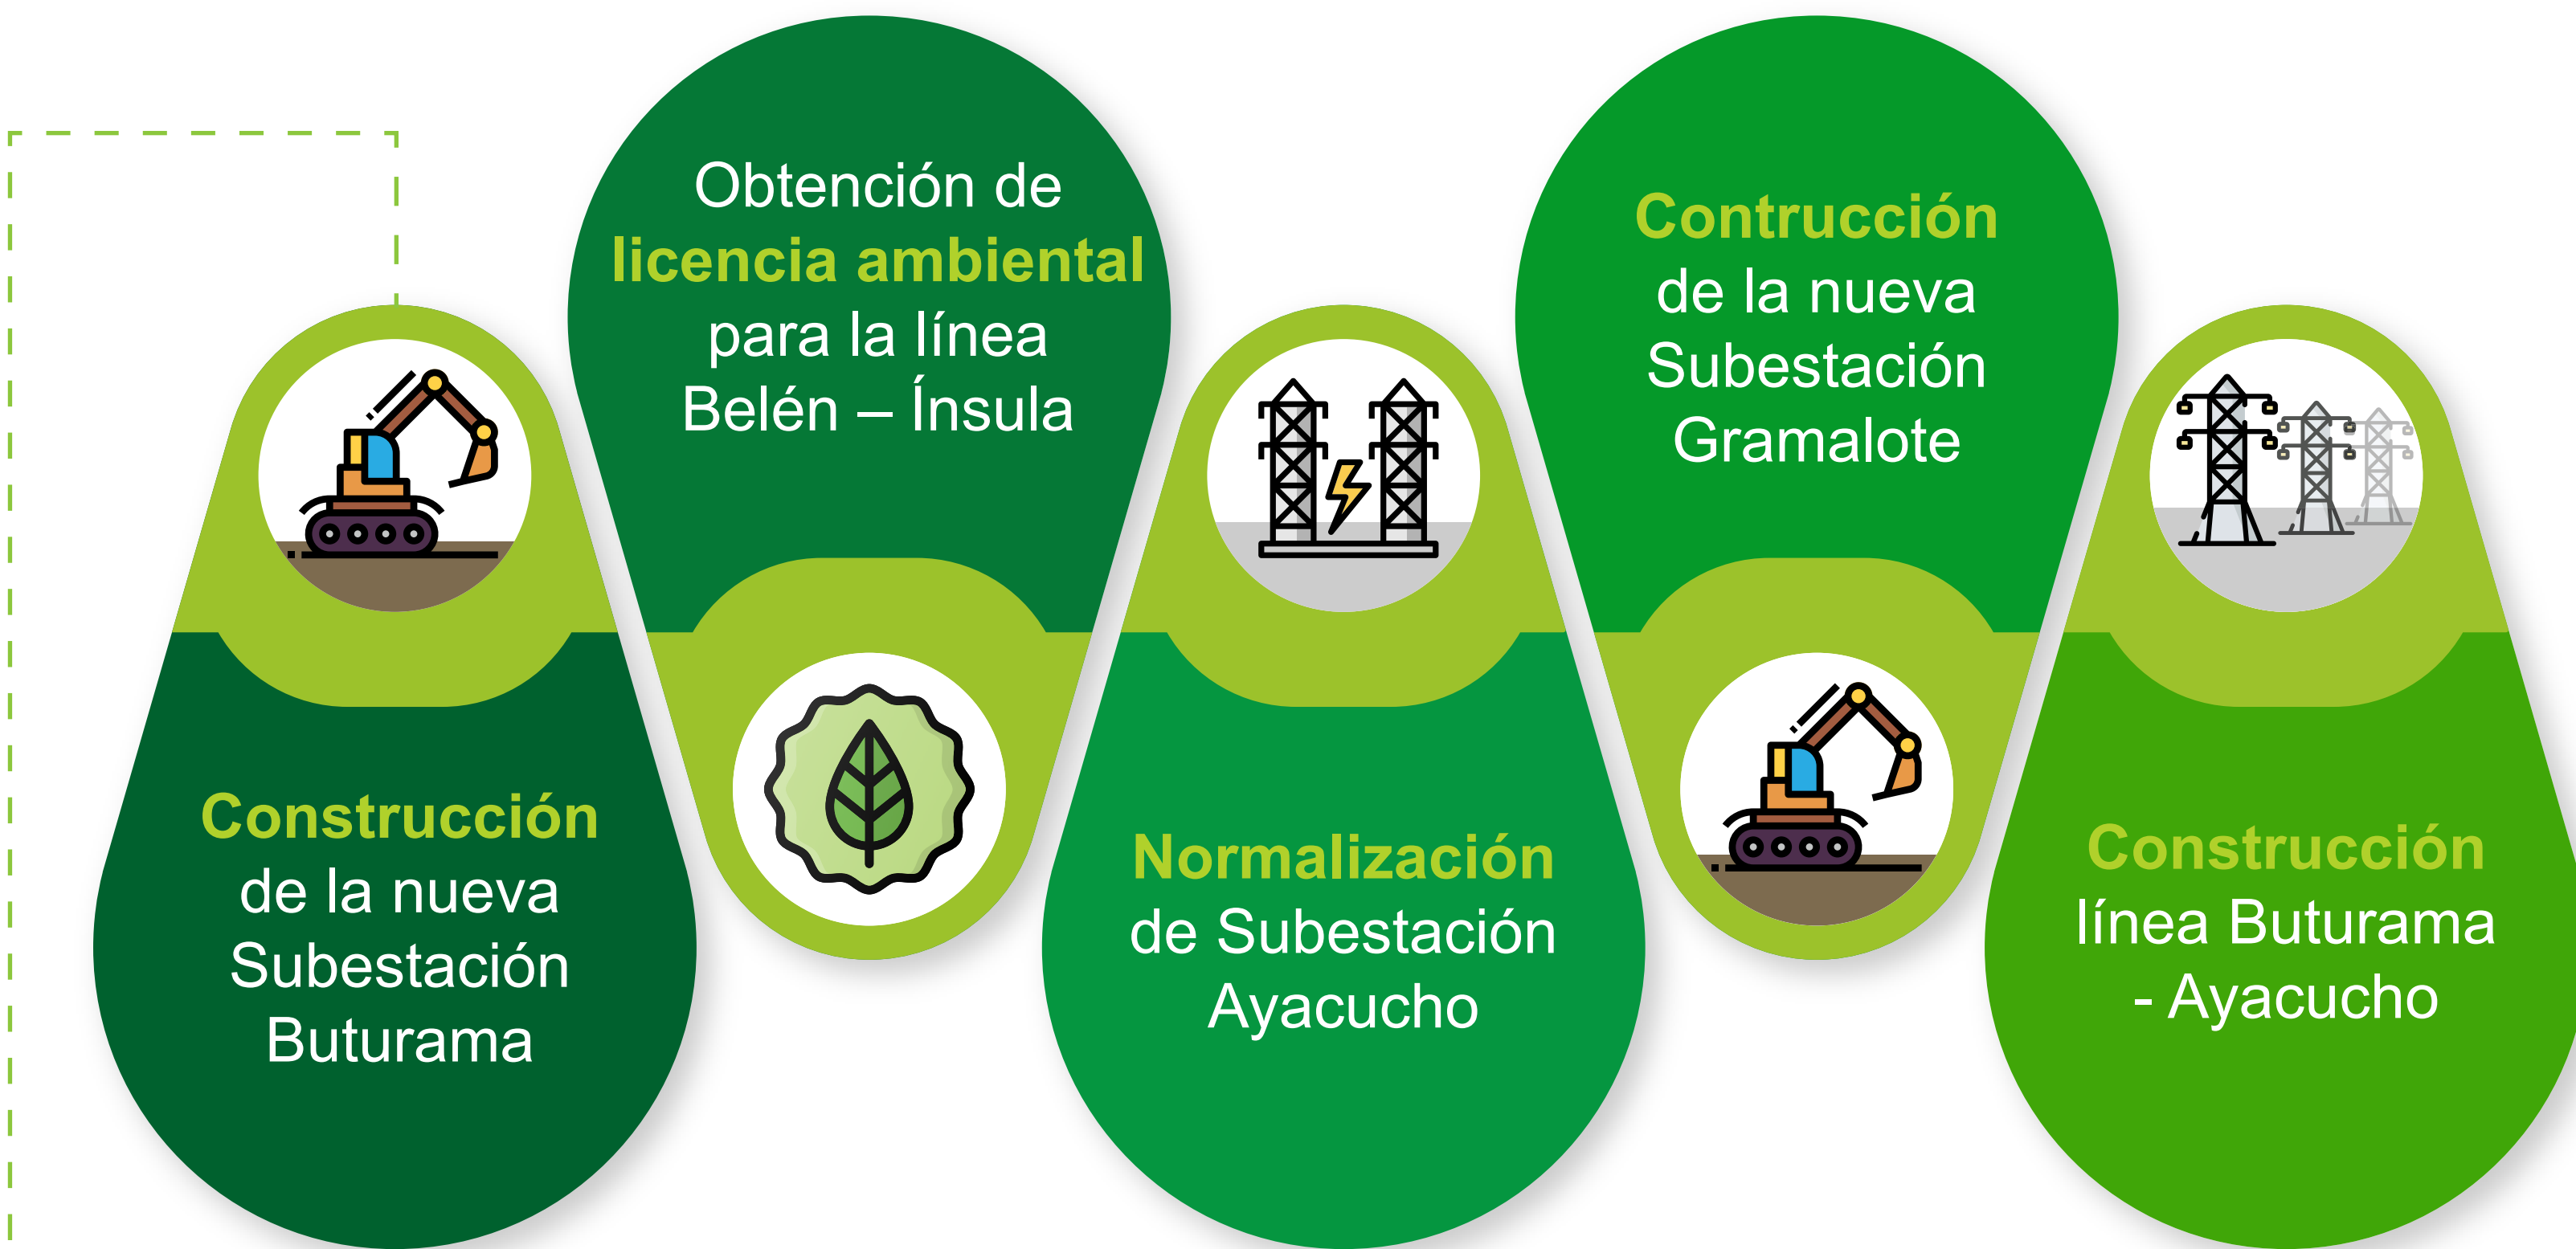 Construcción
de la nueva
Subestación
Buturama
Obtención de
licencia ambiental
para la línea
Belén – Ínsula
Normalización
de Subestación
Ayacucho
Contrucción
de la nueva
Subestación
Gramalote
Construcción
línea Buturama
- Ayacucho